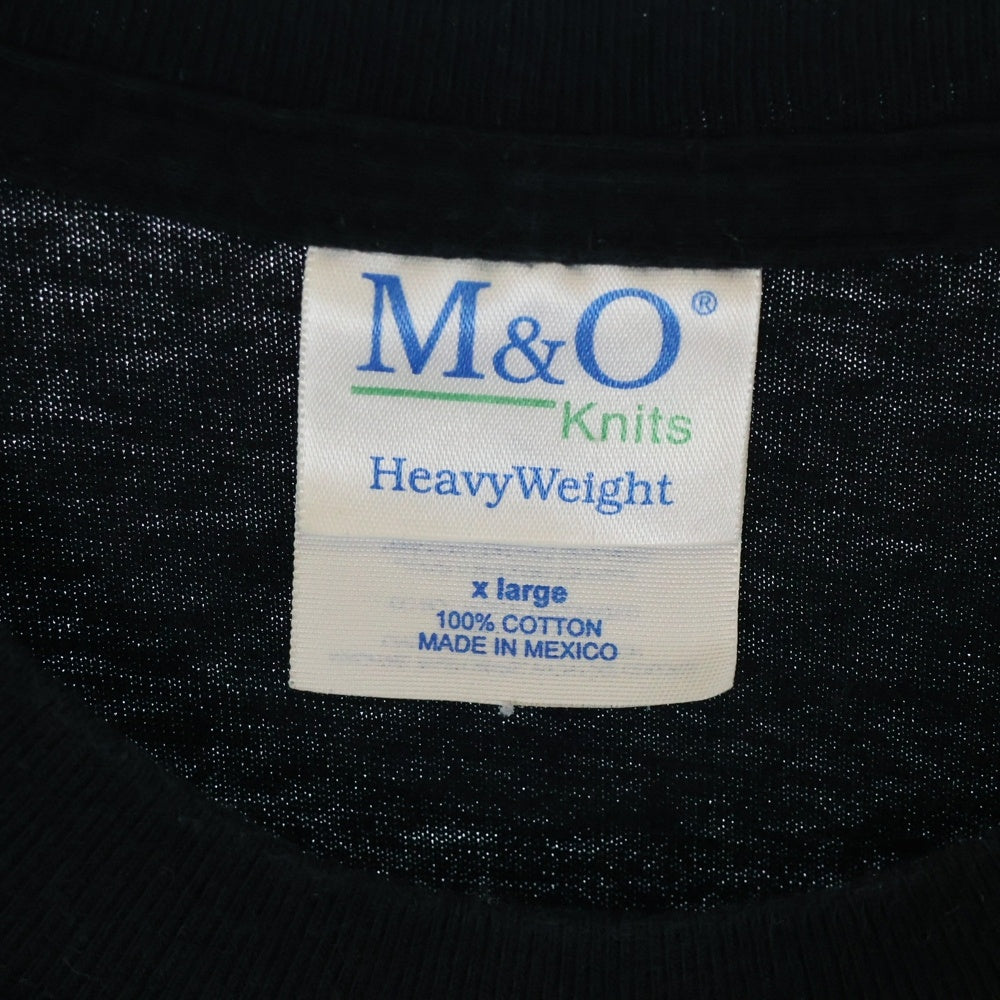 M&O®
Knits
HeavyWeight
x large
100% COTTON
MADE IN MEXICO